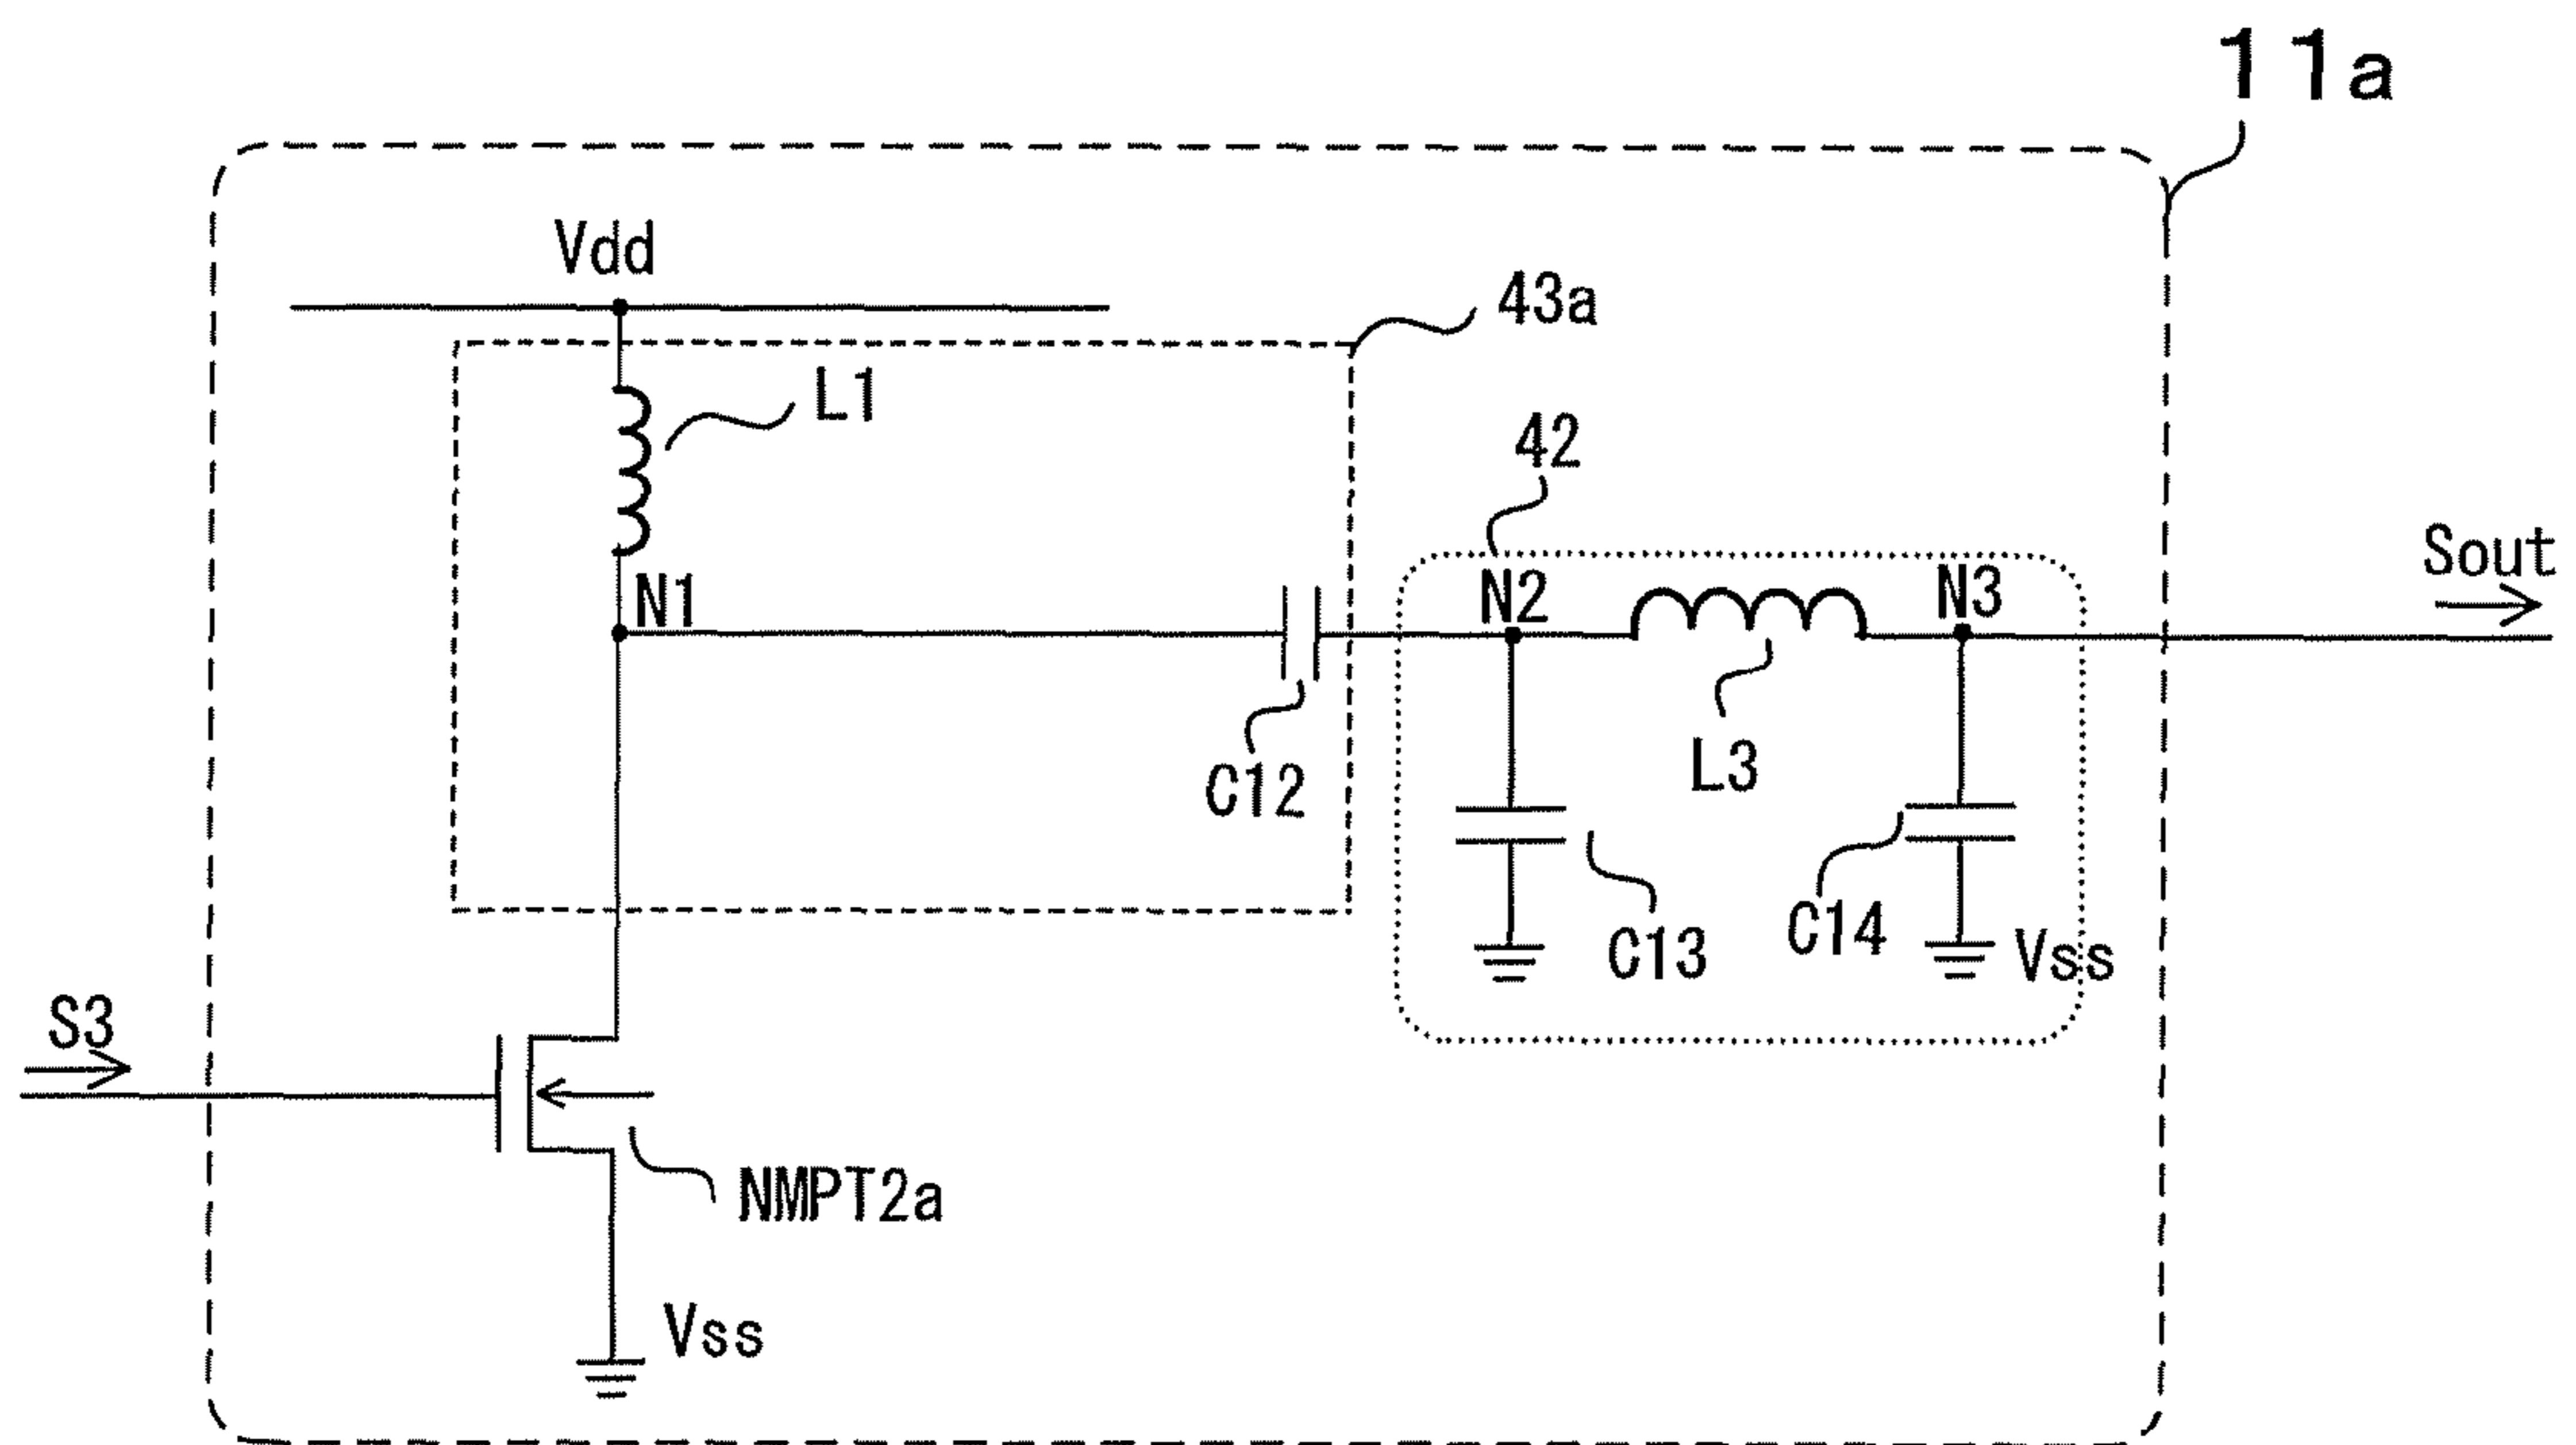 11a
Vdd
43a
L1
42
Sout
N1
N2
N3
L3
C12
C13
C14
Vss
S3
NMPT2a
Vss